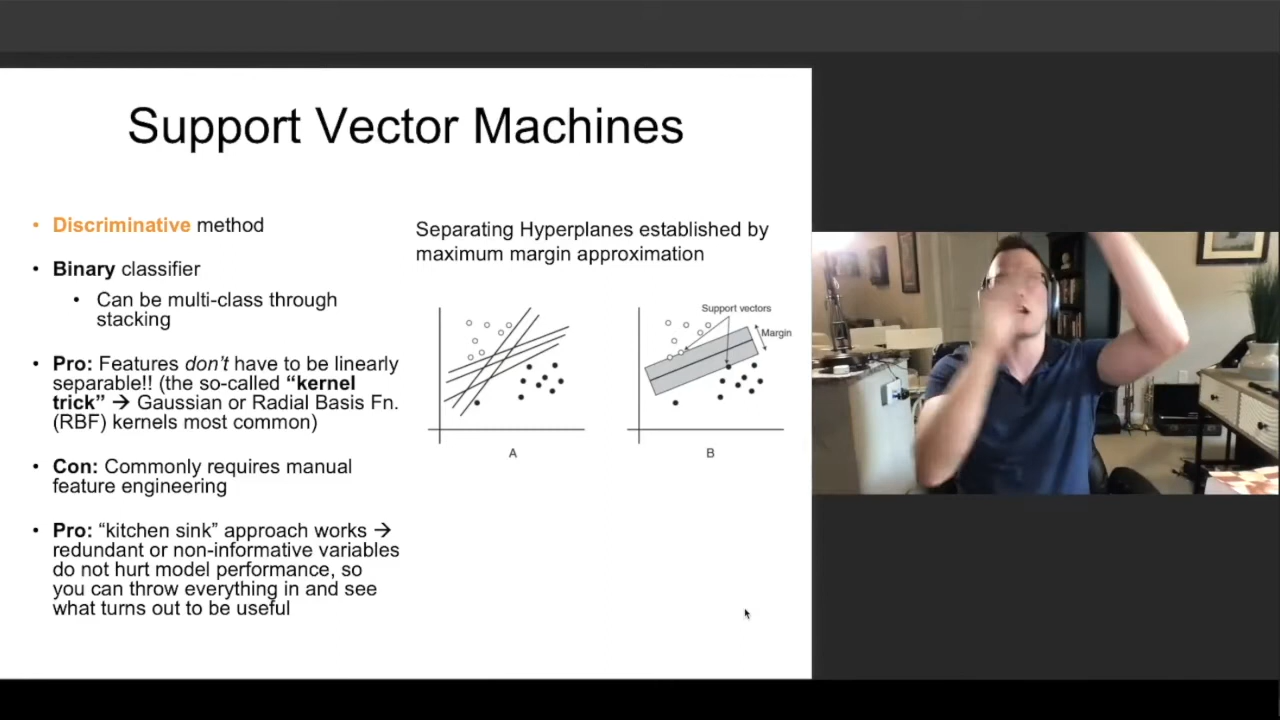 Support Vector Machines
• Discriminative method
• Binary classifier
• Can be multi-class through
stacking
• Pro: Features don't have to be linearly
separable!! (the so-called “kernel
trick” → Gaussian or Radial Basis Fn.
(RBF) kernels most common)
• Con: Commonly requires manual
feature engineering
• Pro: “kitchen sink” approach works →
redundant or non-informative variables
do not hurt model performance, so
you can throw everything in and see
what turns out to be useful
Separating Hyperplanes established by
maximum margin approximation
Support vectors
Margin
A
B